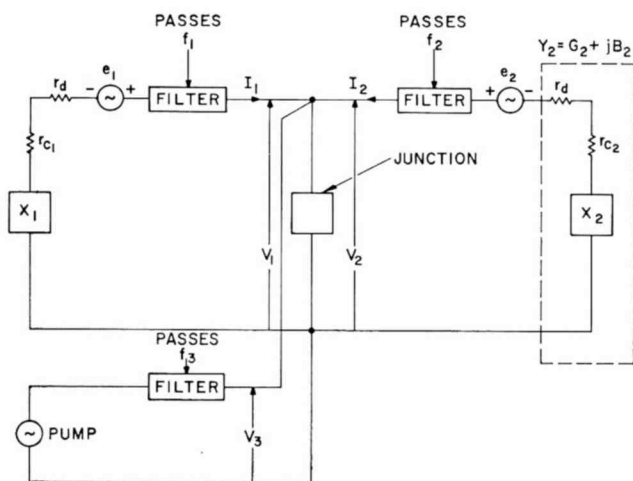 PASSES
f1
PASSES
f2
Y2 = G2 + jB2
rd
- e1 +
FILTER
I1
I2
FILTER
+ e2 -
rd
rc1
rc2
JUNCTION
X1
X2
V1
V2
PASSES
f3
FILTER
PUMP
V3